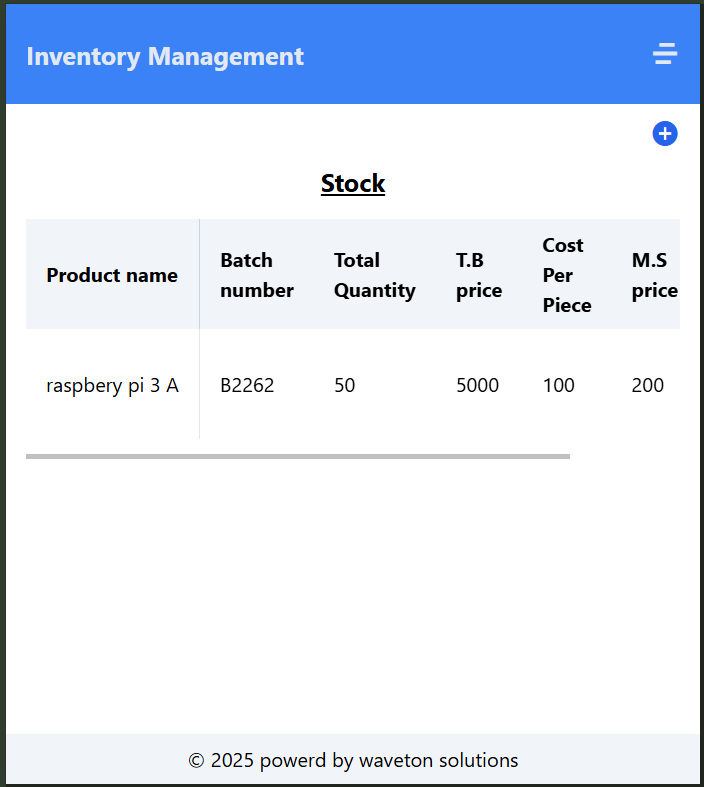 Inventory Management
Stock
Product name
Batch
number
Total
Quantity
T.B
price
Cost
Per
Piece
M.S
price
raspbery pi 3 A
B2262
50
5000
100
200
© 2025 powerd by waveton solutions